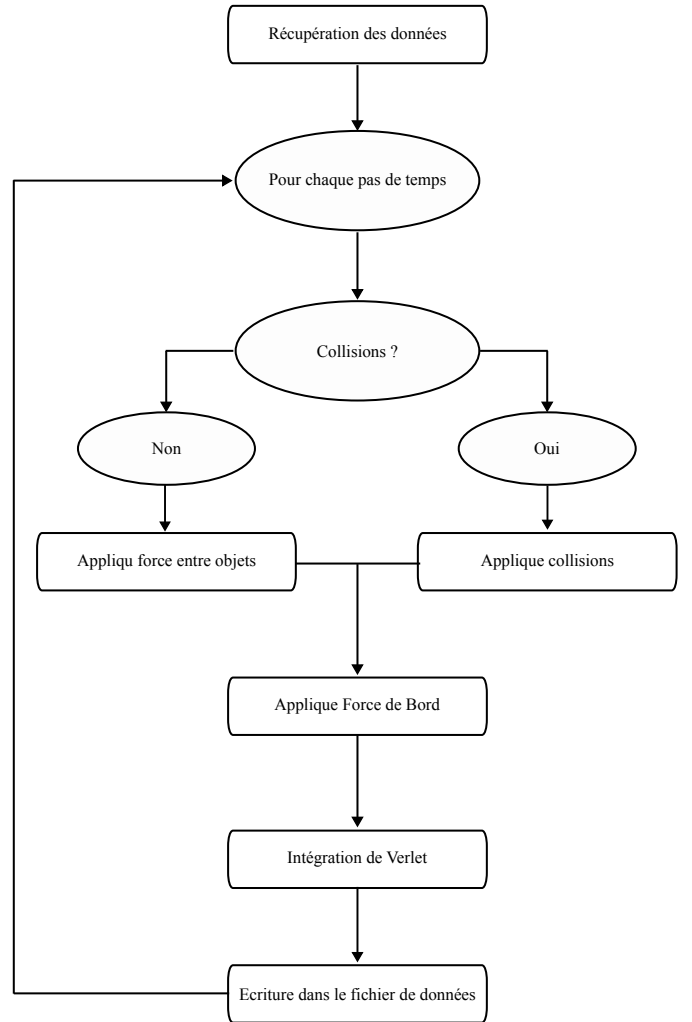 Récupération des données
Pour chaque pas de temps
Collisions ?
Non
Oui
Appliqu force entre objets
Applique collisions
Applique Force de Bord
Intégration de Verlet
Ecriture dans le fichier de données